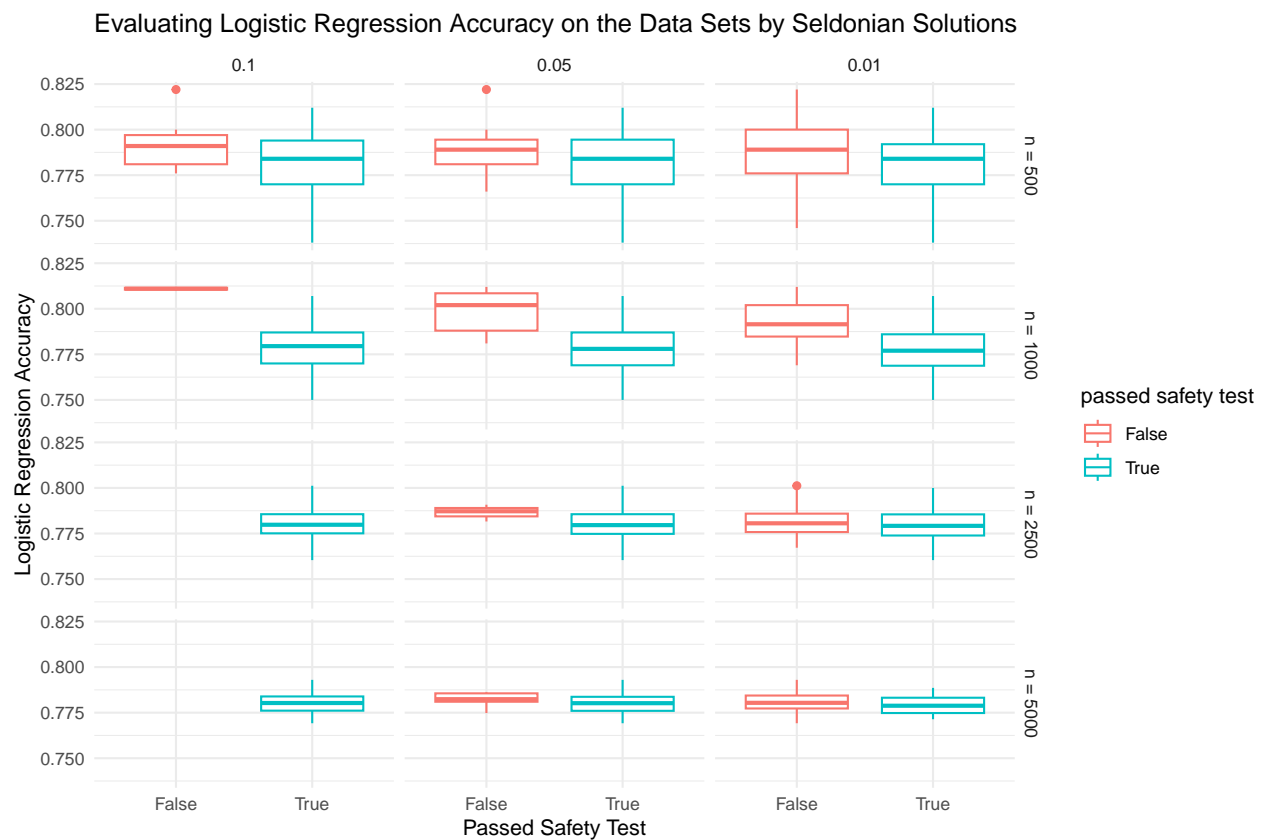 Evaluating Logistic Regression Accuracy on the Data Sets by Seldonian Solutions
0.1 0.05 0.01
0.825
0.800
0.775
0.750
n = 500
0.825
0.800
0.775
0.750
n = 1000
0.825
0.800
0.775
0.750
n = 2500
0.825
0.800
0.775
0.750
n = 5000
Logistic Regression Accuracy
False True False True False True
Passed Safety Test
passed safety test
False
True